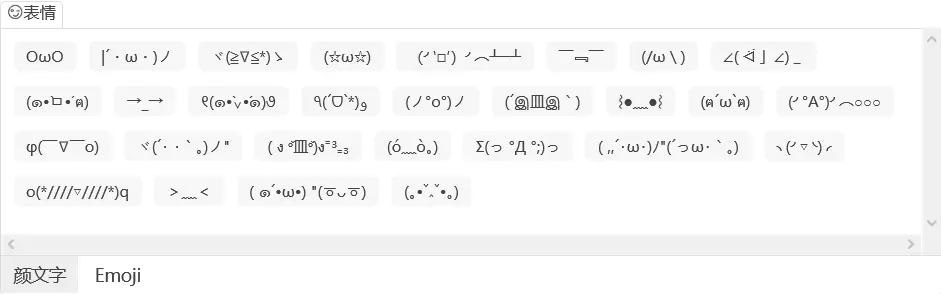 表情
OωO |´・ω・)ノ ヾ(≧∇≦*)ゝ (☆ω☆) (╯‵□′)╯︵┴─┴ ￣﹃￣ (/ω\) ∠( ᐛ 」∠)_
(๑•̀ㅁ•́ฅ) →_→ ୧(๑•̀⌄•́๑)૭ ٩(ˊᗜˋ*)و (ノ°ο°)ノ (´இ皿இ｀) ⌇●﹏●⌇ (ฅ´ω`ฅ) (╯°A°)╯︵○○○
φ(￣∇￣o) ヾ(´･ ･｀｡)ノ" ( ง ᵒ̌皿ᵒ̌)ง⁼³₌₃ (ó﹏ò｡) Σ(っ °Д °;)っ ( ,,´･ω･)ﾉ"(´っω･｀｡) ╮(╯▽╰)╭
o(*////▽////*)q ＞﹏＜ ( ๑´•ω•) "(ㆆᴗㆆ) (｡•ˇ‸ˇ•｡)
颜文字 Emoji